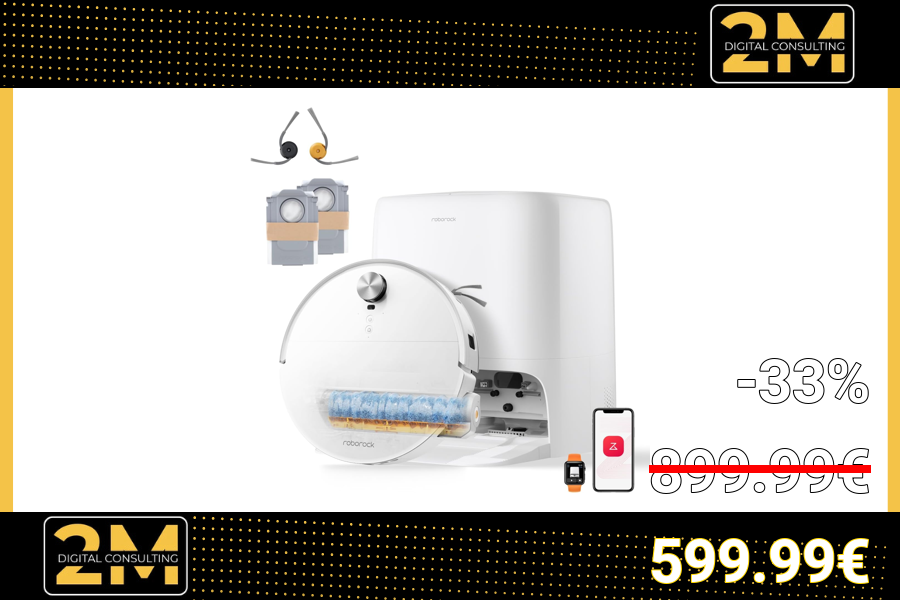 2M
DIGITAL CONSULTING
roborock
roborock
-33%
899.99€
2M
DIGITAL CONSULTING
599.99€